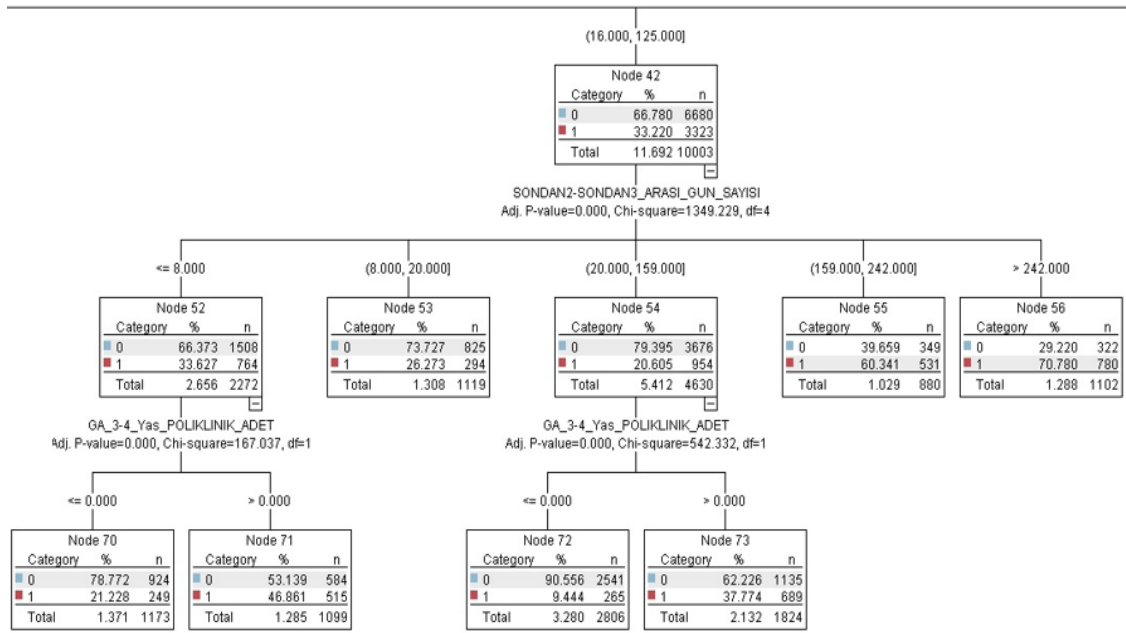 (16.000, 125.000]
Node 42
Category % n
0 66.780 6680
1 33.220 3323
Total 11.692 10003
SONDAN2-SONDAN3_ARASI_GUN_SAYISI
Adj. P-value=0.000, Chi-square=1349.229, df=4
<= 8.000
(8.000, 20.000]
(20.000, 159.000]
(159.000, 242.000]
> 242.000
Node 52
Category % n
0 66.373 1508
1 33.627 764
Total 2.656 2272
Node 53
Category % n
0 73.727 825
1 26.273 294
Total 1.308 1119
Node 54
Category % n
0 79.395 3676
1 20.605 954
Total 5.412 4630
Node 55
Category % n
0 39.659 349
1 60.341 531
Total 1.029 880
Node 56
Category % n
0 29.220 322
1 70.780 780
Total 1.288 1102
GA_3-4_Yas_POLIKLINIK_ADET
Adj. P-value=0.000, Chi-square=167.037, df=1
GA_3-4_Yas_POLIKLINIK_ADET
Adj. P-value=0.000, Chi-square=542.332, df=1
<= 0.000
> 0.000
<= 0.000
> 0.000
Node 70
Category % n
0 78.772 924
1 21.228 249
Total 1.371 1173
Node 71
Category % n
0 53.139 584
1 46.861 515
Total 1.285 1099
Node 72
Category % n
0 90.556 2541
1 9.444 265
Total 3.280 2806
Node 73
Category % n
0 62.226 1135
1 37.774 689
Total 2.132 1824